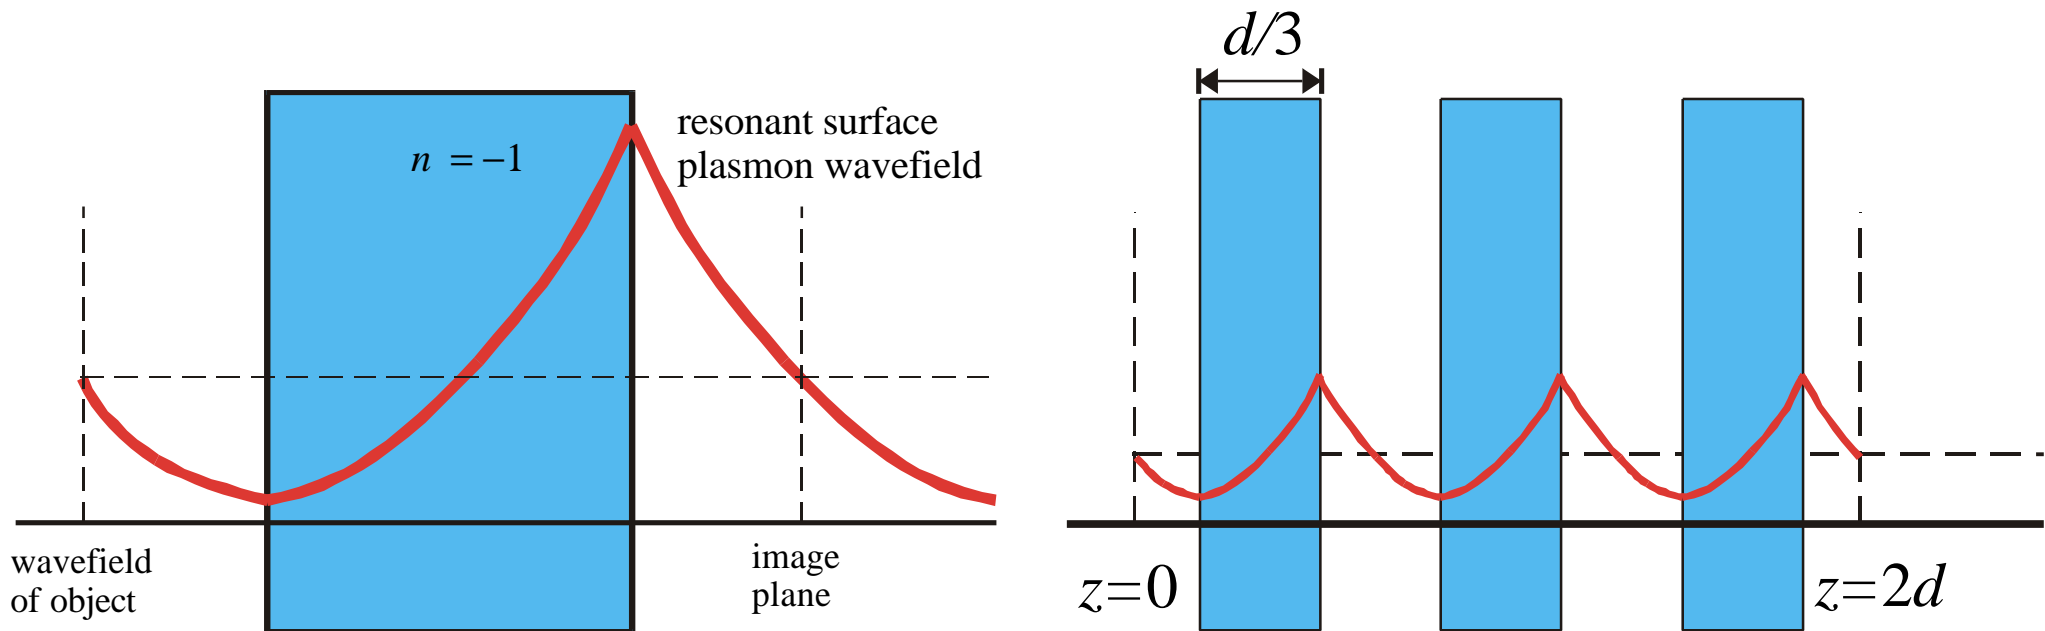 n = −1
resonant surface
plasmon wavefield
wavefield
of object
image
plane
d/3
z=0
z=2d